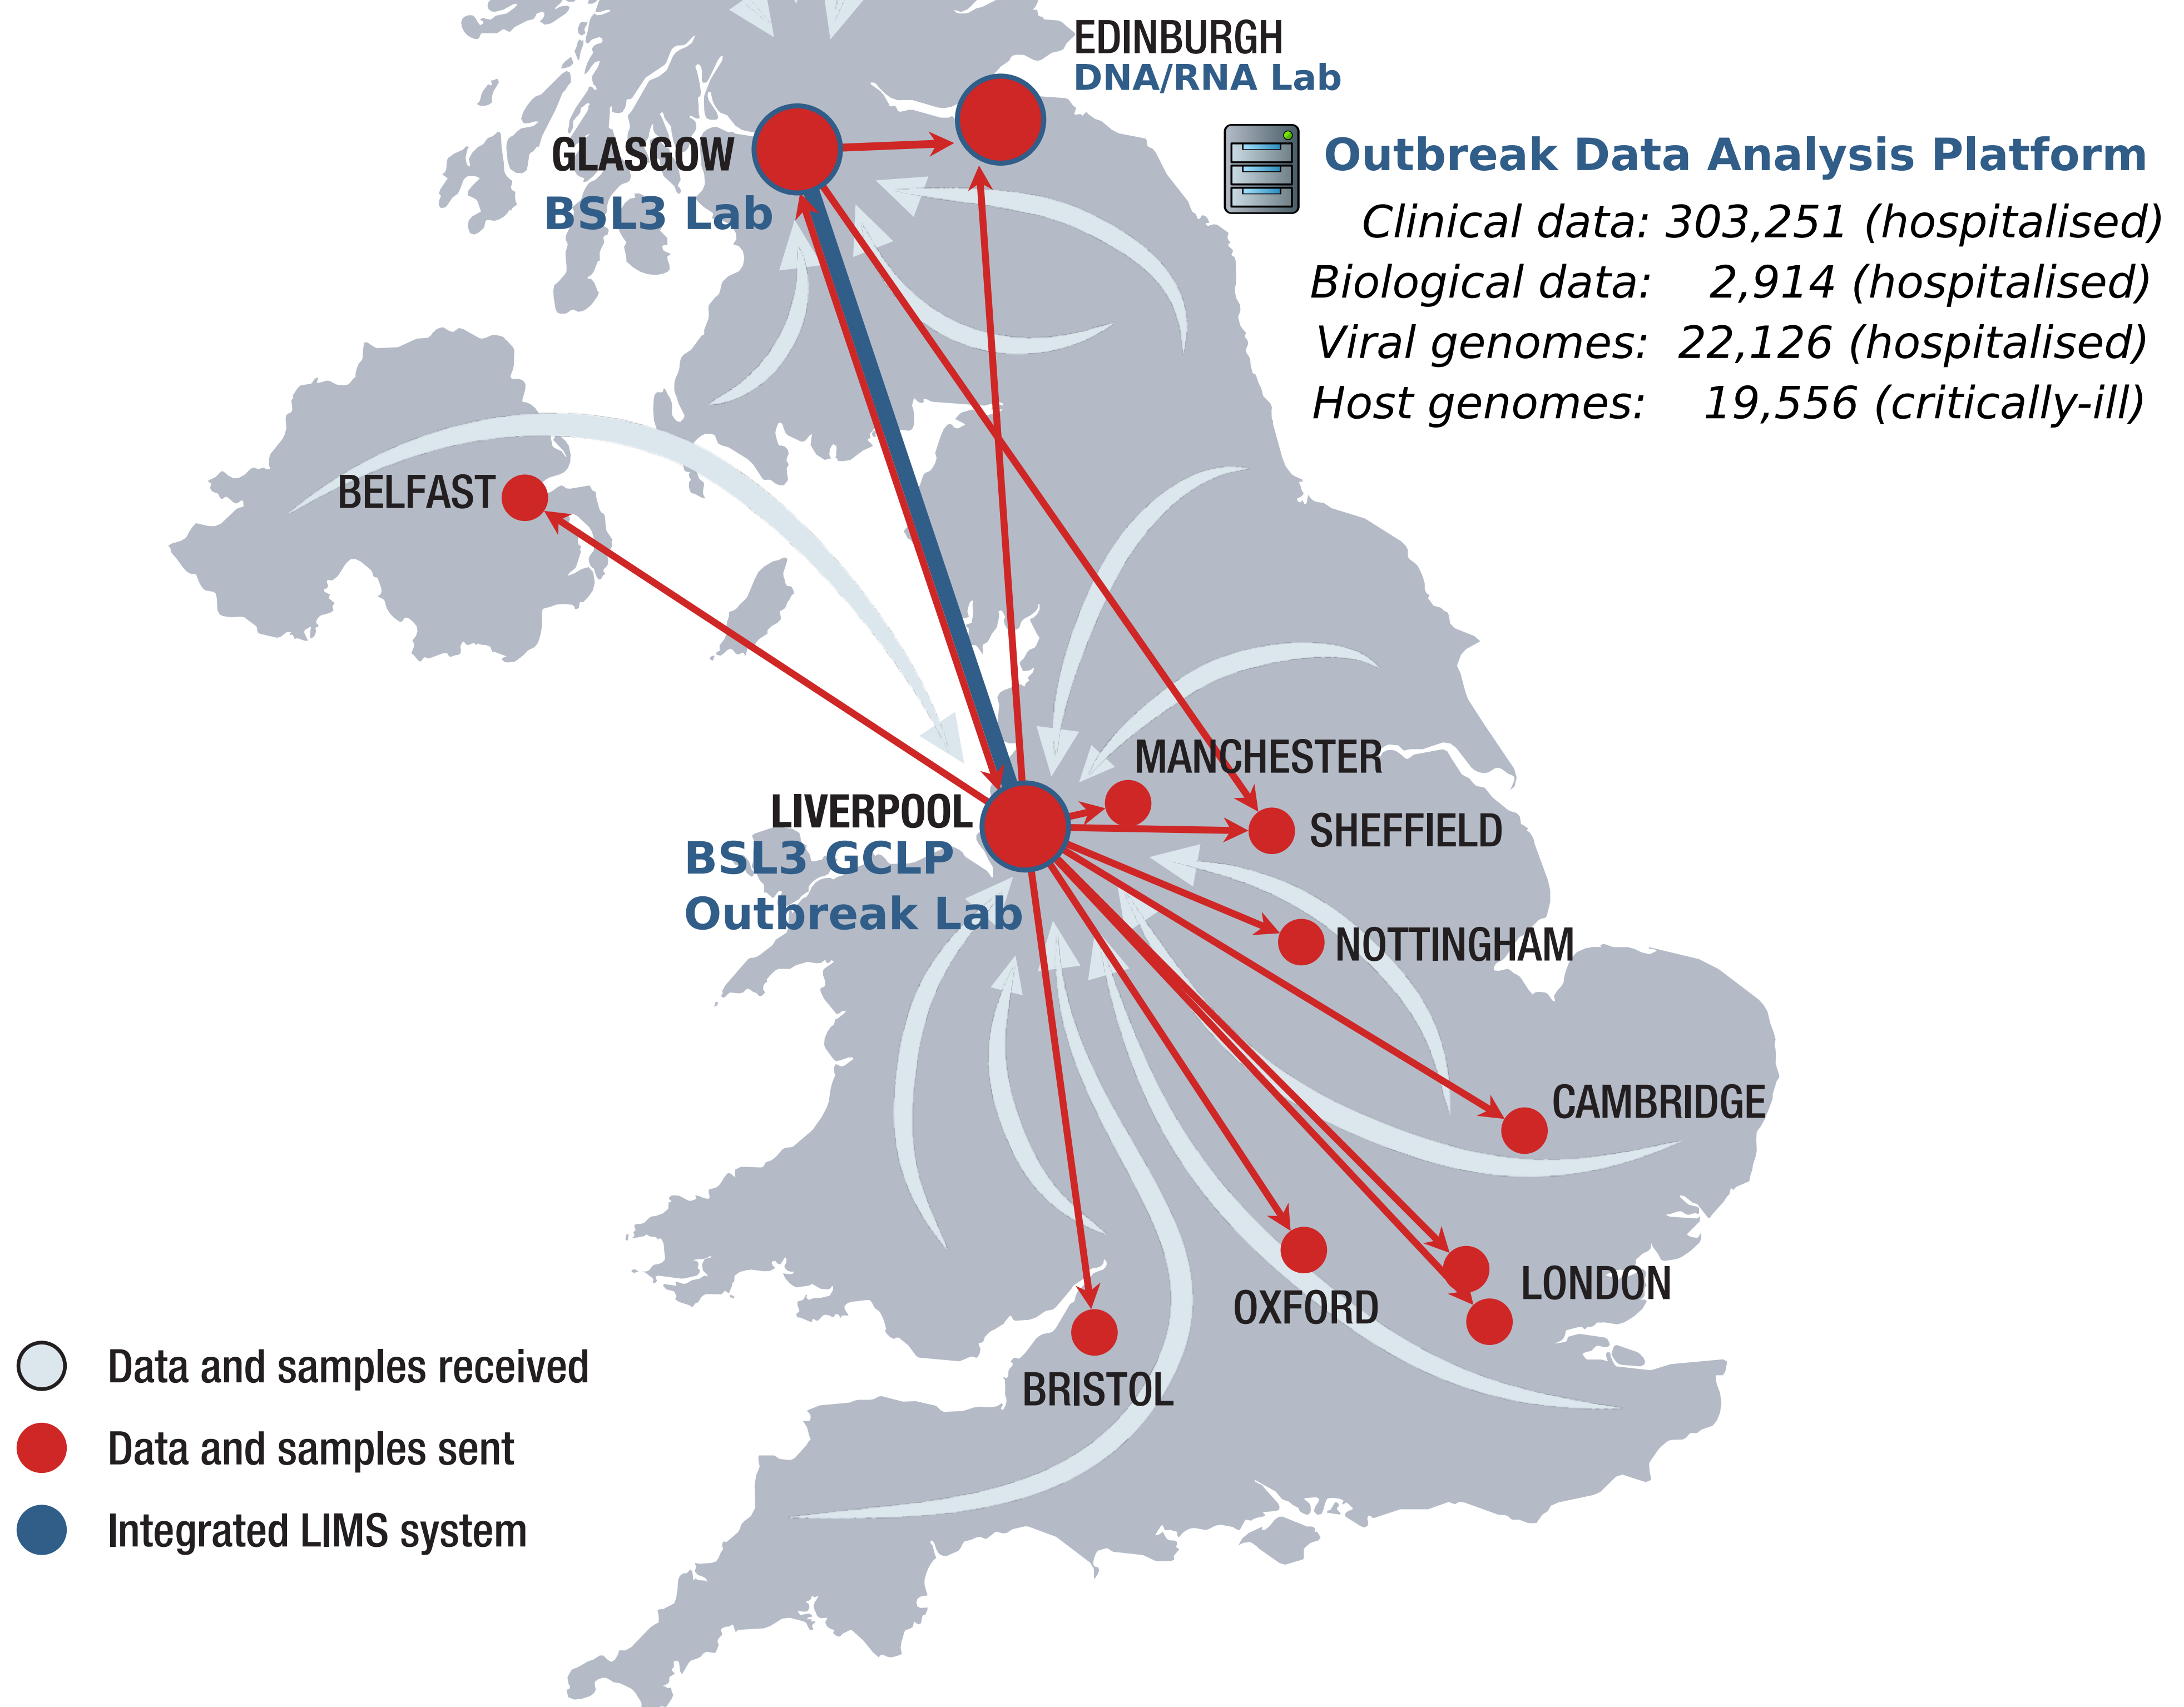 EDINBURGH
DNA/RNA Lab
GLASGOW
BSL3 Lab
Outbreak Data Analysis Platform
Clinical data: 303,251 (hospitalised)
Biological data: 2,914 (hospitalised)
Viral genomes: 22,126 (hospitalised)
Host genomes: 19,556 (critically-ill)
BELFAST
MANCHESTER
LIVERPOOL
BSL3 GCLP
Outbreak Lab
SHEFFIELD
NOTTINGHAM
CAMBRIDGE
LONDON
OXFORD
BRISTOL
Data and samples received
Data and samples sent
Integrated LIMS system